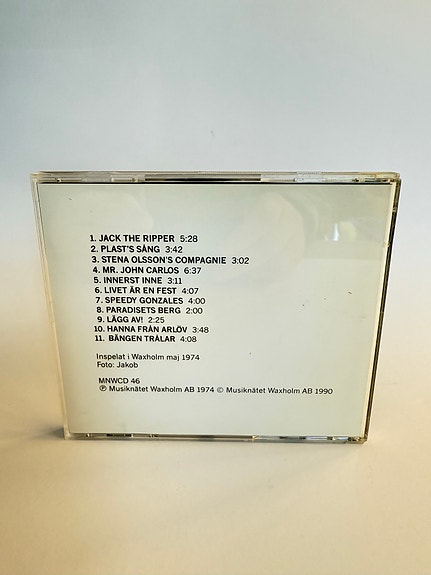 1. JACK THE RIPPER 5:28
2. PLAST'S SÅNG 3:42
3. STENA OLSSON'S COMPAGNIE 3:02
4. MR. JOHN CARLOS 6:37
5. INNERST INNE 3:11
6. LIVET ÄR EN FEST 4:07
7. SPEEDY GONZALES 4:00
8. PARADISETS BERG 2:00
9. LÄGG AV! 2:25
10. HANNA FRÅN ARLÖV 3:48
11. BÄNGEN TRÅLAR 4:08
Inspelat i Waxholm maj 1974
Foto: Jakob
MNWCD 46
℗ Musiknätet Waxholm AB 1974 © Musiknätet Waxholm AB 1990